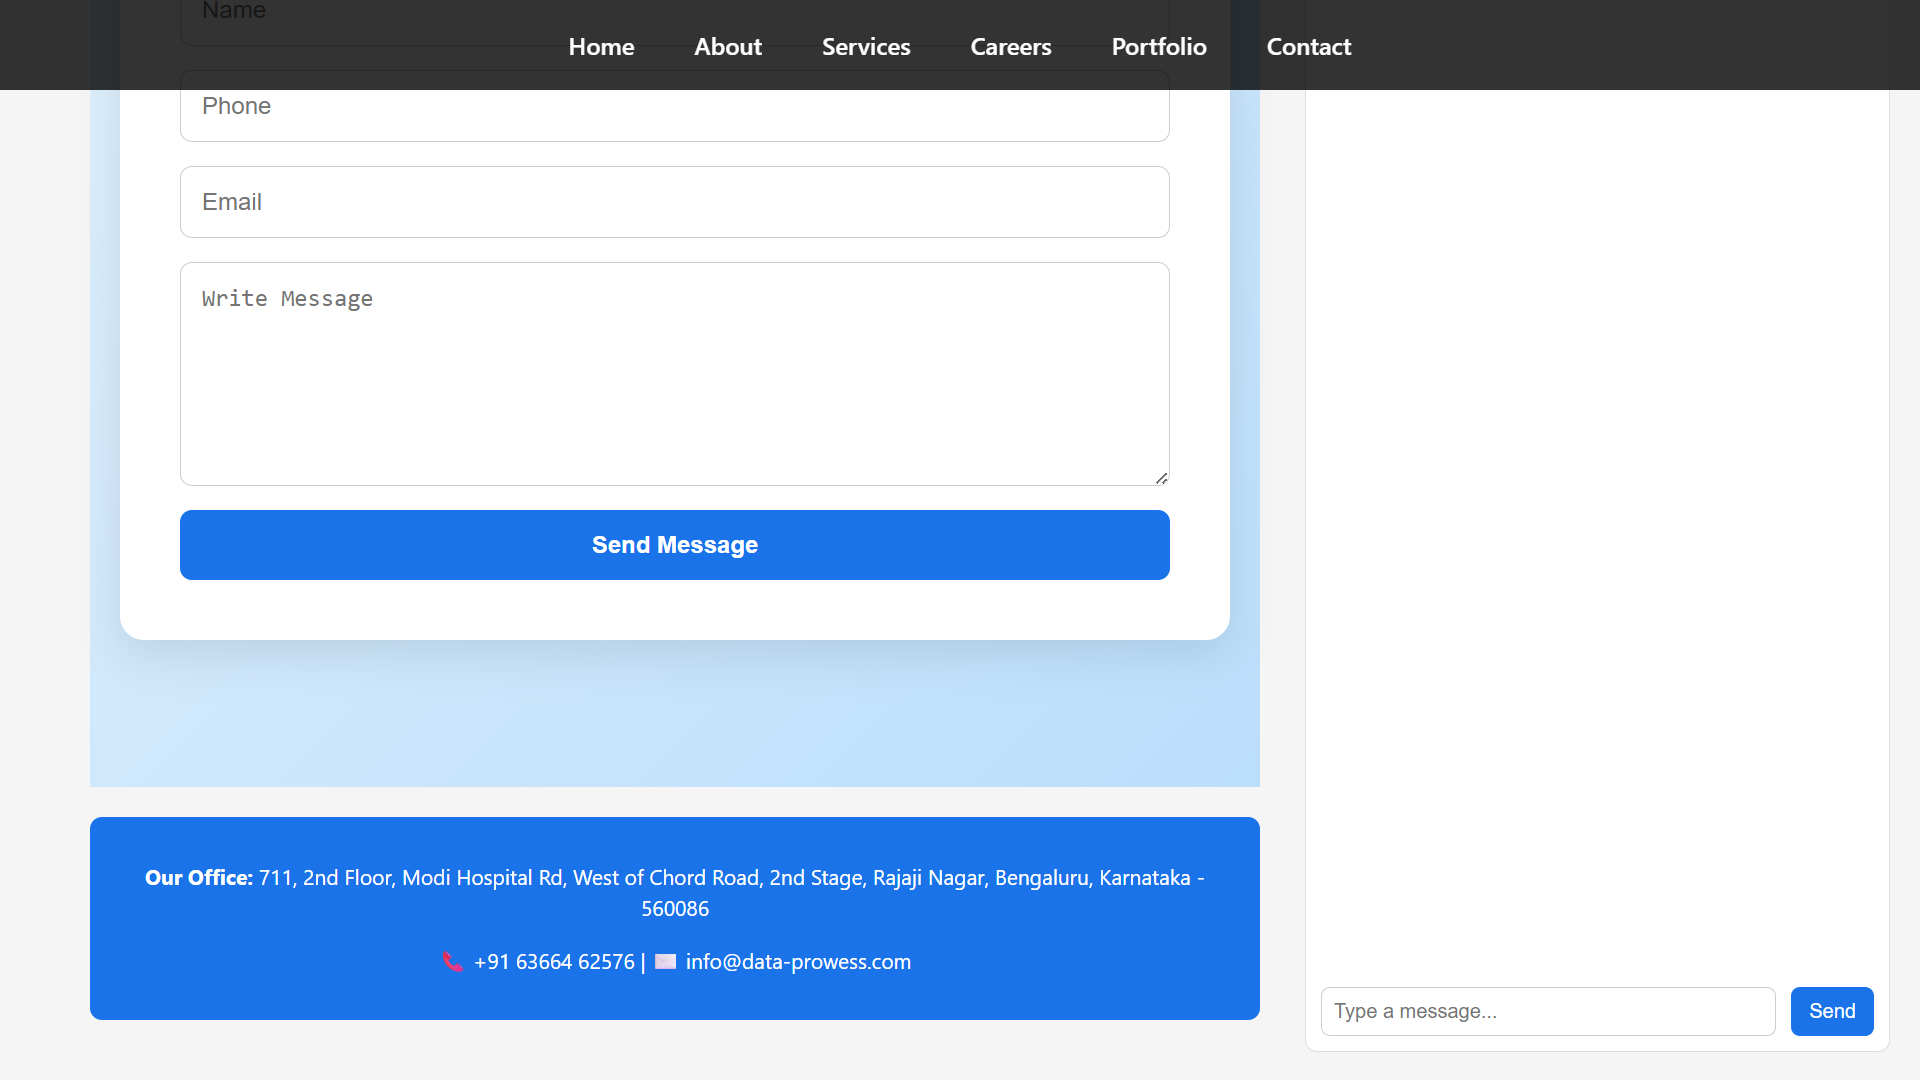 Home About Services Careers Portfolio Contact
Name
Phone
Email
Write Message
Send Message
Our Office: 711, 2nd Floor, Modi Hospital Rd, West of Chord Road, 2nd Stage, Rajaji Nagar, Bengaluru, Karnataka -
560086
📞 +91 63664 62576 | ✉️ info@data-prowess.com
Type a message...
Send